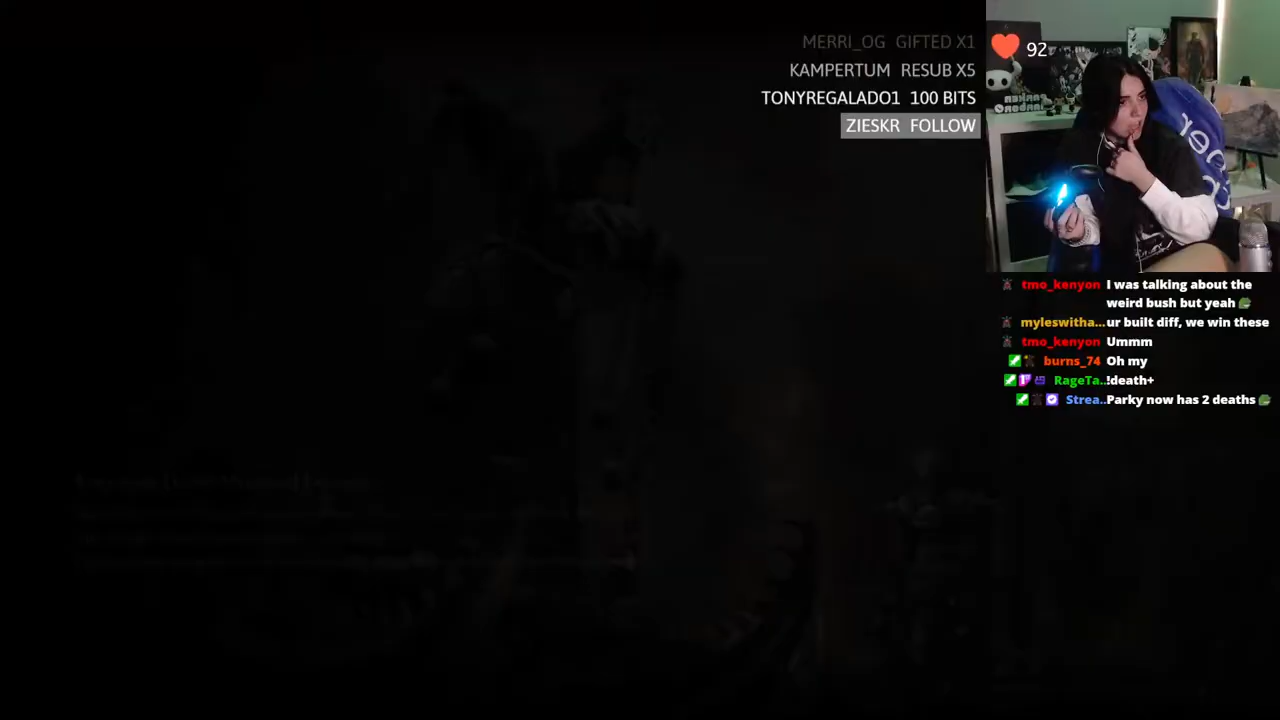 MERRI_OG GIFTED X1
KAMPERTUM RESUB X5
TONYREGALADO1 100 BITS
ZIESKR FOLLOW
92
tmo_kenyon I was talking about the
weird bush but yeah
myleswitha... ur built diff, we win these
tmo_kenyon Ummm
burns_74 Oh my
RageTa.. !death+
Strea.. Parky now has 2 deaths